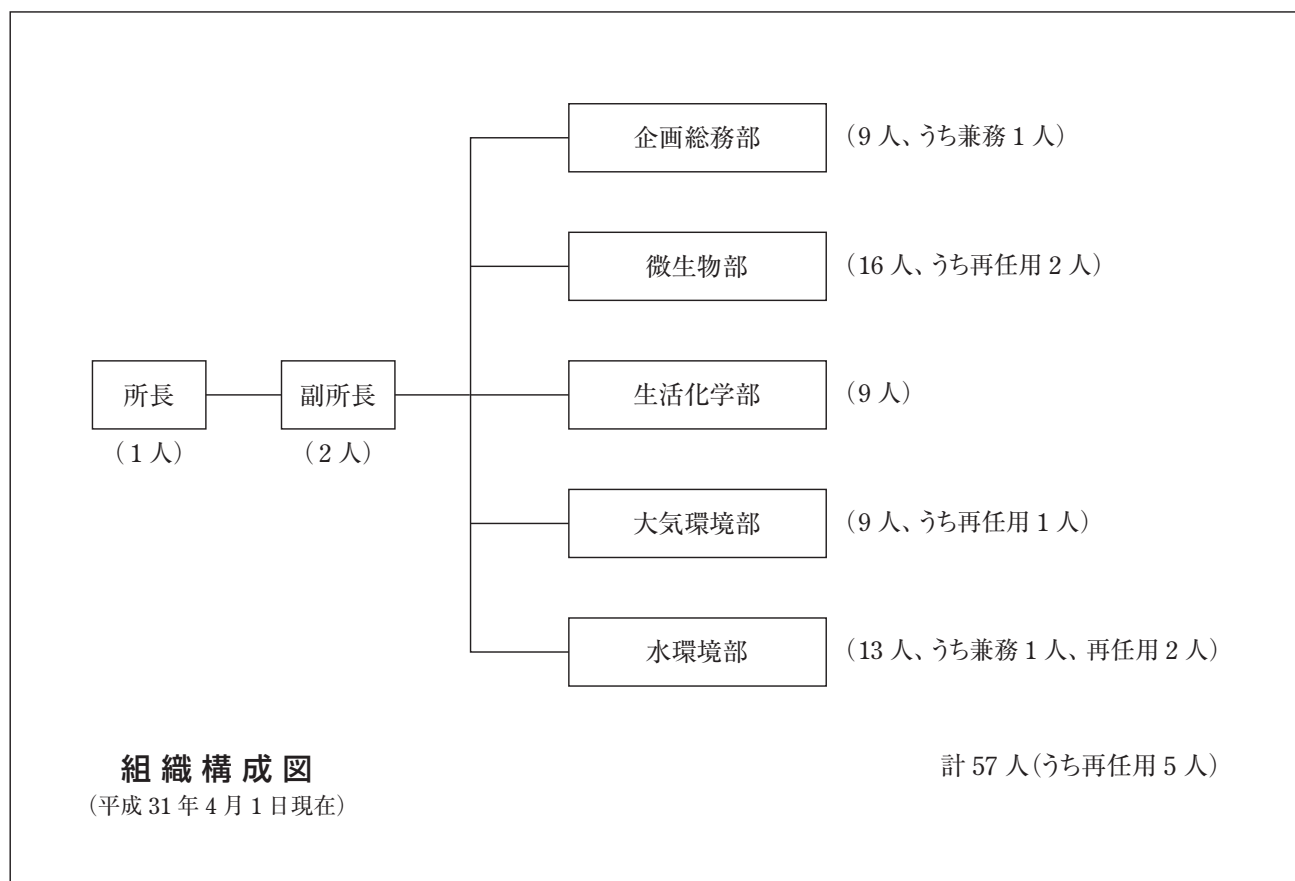 企画総務部 (9人、うち兼務1人)
微生物部 (16人、うち再任用2人)
所長 副所長 生活化学部 (9人)
(1人) (2人)
大気環境部 (9人、うち再任用1人)
水環境部 (13人、うち兼務1人、再任用2人)
組織構成図 計57人(うち再任用5人)
(平成31年4月1日現在)